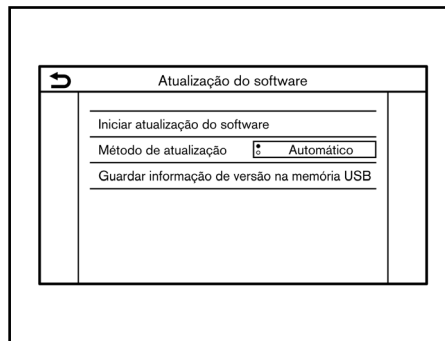 Atualização do software
Iniciar atualização do software
Método de atualização Automático
Guardar informação de versão na memória USB